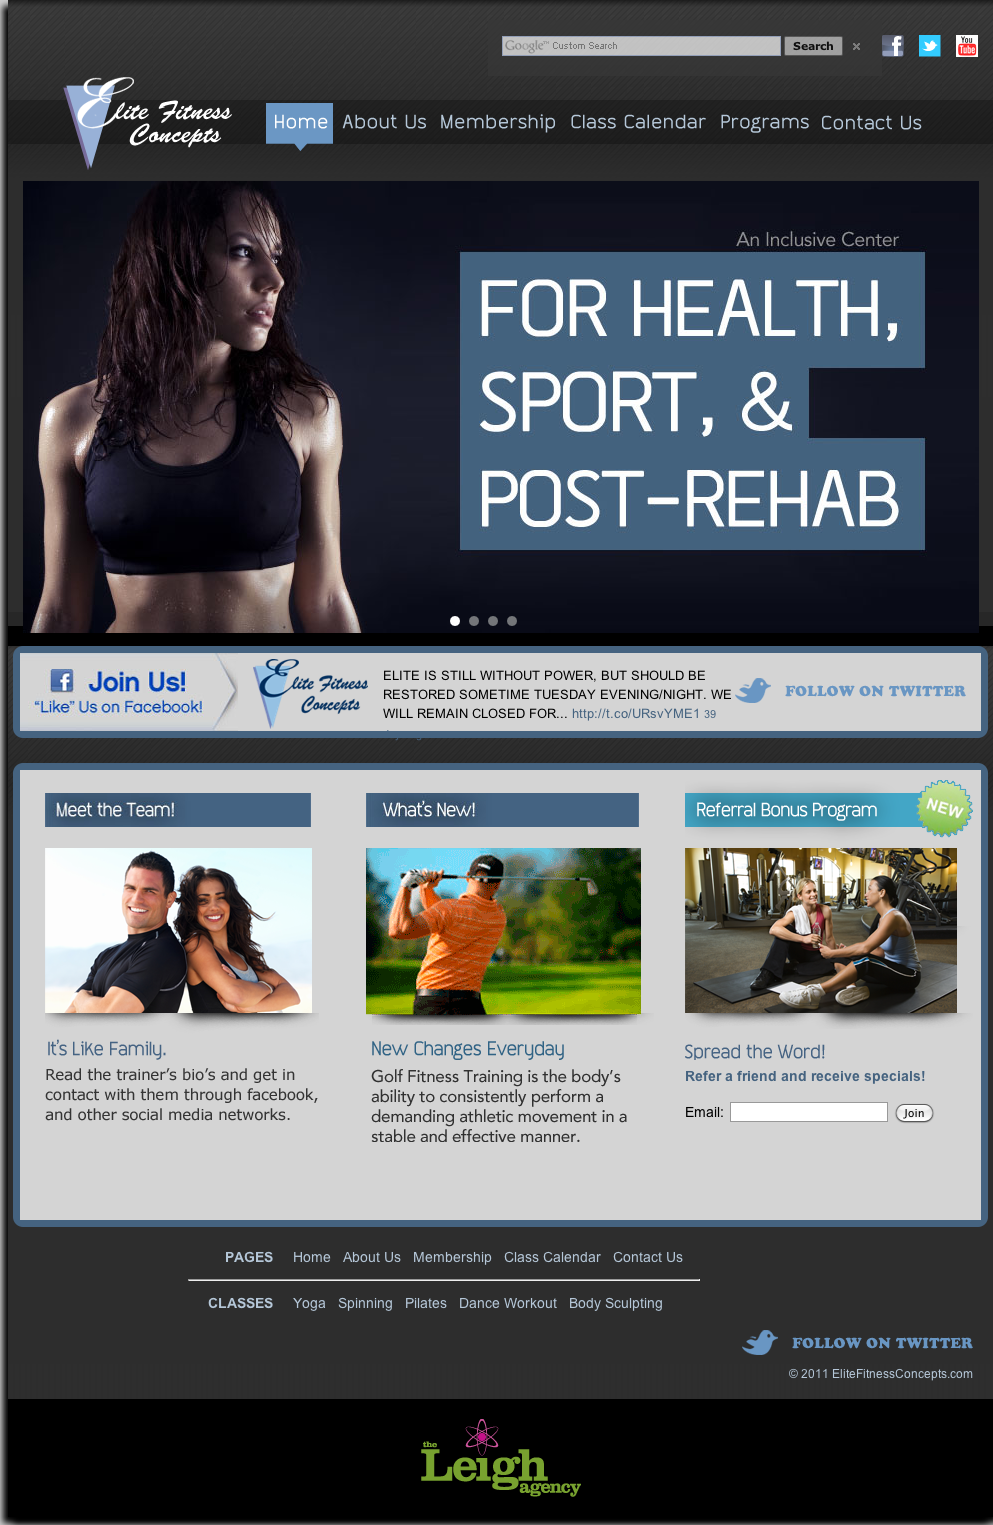 Google™ Custom Search
Search
×
f
You
Tube
Elite Fitness
Concepts
Home About Us Membership Class Calendar Programs Contact Us
An Inclusive Center
FOR HEALTH,
SPORT, &
POST-REHAB
f Join Us!
“Like” Us on Facebook!
Elite Fitness
Concepts
ELITE IS STILL WITHOUT POWER, BUT SHOULD BE
RESTORED SOMETIME TUESDAY EVENING/NIGHT. WE
WILL REMAIN CLOSED FOR... http://t.co/URsvYME1 39
FOLLOW ON TWITTER
Meet the Team!
What's New!
Referral Bonus Program
NEW
It's Like Family.
Read the trainer's bio's and get in
contact with them through facebook,
and other social media networks.
New Changes Everyday
Golf Fitness Training is the body's
ability to consistently perform a
demanding athletic movement in a
stable and effective manner.
Spread the Word!
Refer a friend and receive specials!
Email: Join
PAGES Home About Us Membership Class Calendar Contact Us
CLASSES Yoga Spinning Pilates Dance Workout Body Sculpting
FOLLOW ON TWITTER
© 2011 EliteFitnessConcepts.com
the
Leigh
agency